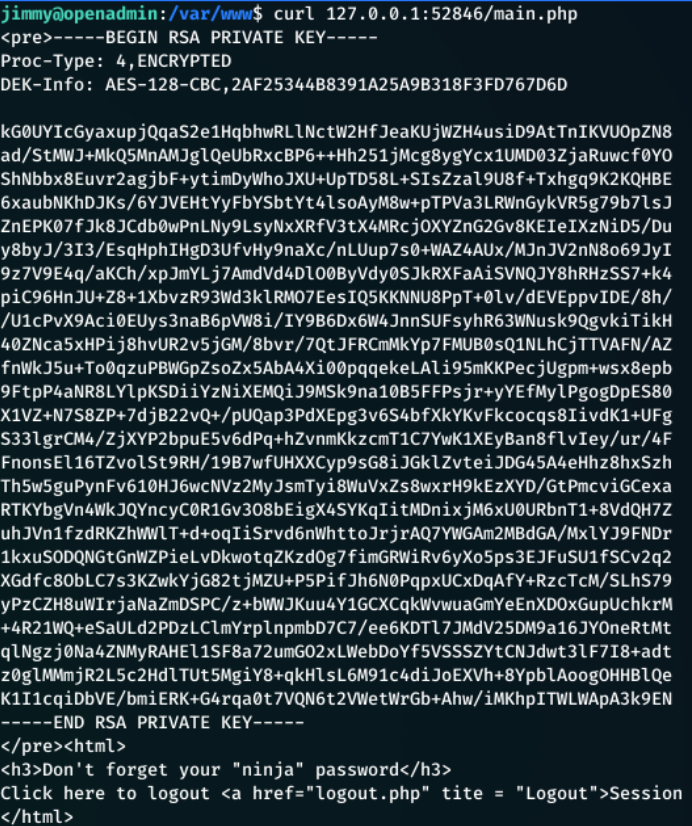 jimmy@openadmin:/var/www$ curl 127.0.0.1:52846/main.php
<pre>-----BEGIN RSA PRIVATE KEY-----
Proc-Type: 4,ENCRYPTED
DEK-Info: AES-128-CBC,2AF25344B8391A25A9B318F3FD767D6D
kG0UYIcGyaxupjQqaS2e1HqbhwRLlNctW2HfJeaKUjWZH4usiD9AtTnIKVUOpZN8
ad/StMWJ+MkQ5MnAMJglQeUbRxcBP6++Hh251jMcg8ygYcx1UMD03ZjaRuwcf0YO
ShNbbx8Euvr2agjbF+ytimDyWhoJXU+UpTD58L+SIsZzal9U8f+Txhgq9K2KQHBE
6xaubNKhDJKs/6YJVEHtYyFbYSbtYt4lsoAyM8w+pTPVa3LRWnGykVR5g79b7lsJ
ZnEPK07fJk8JCdb0wPnLNy9LsyNxXRfV3tX4MRcjOXYZnG2Gv8KEIeIXzNiD5/Du
y8byJ/3I3/EsqHphIHgD3UfvHy9naXc/nLUup7s0+WAZ4AUx/MJnJV2nN8o69JyI
9z7V9E4q/aKCh/xpJmYLj7AmdVd4DlO0ByVdy0SJkRXFaAiSVNQJY8hRHzSS7+k4
piC96HnJU+Z8+1XbvzR93Wd3klRMO7EesIQ5KKNNU8PpT+0lv/dEVEppvIDE/8h/
/U1cPvX9Aci0EUys3naB6pVW8i/IY9B6Dx6W4JnnSUFsyhR63WNusk9QgvkiTikH
40ZNca5xHPij8hvUR2v5jGM/8bvr/7QtJFRCmMkYp7FMUB0sQ1NLhCjTTVAFN/AZ
fnWkJ5u+To0qzuPBWGpZsoZx5AbA4Xi00pqqekeLAli95mKKPecjUgpm+wsx8epb
9FtpP4aNR8LYlpKSDiiYzNiXEMQiJ9MSk9na10B5FFPsjr+yYEfMylPgogDpES80
X1VZ+N7S8ZP+7djB22vQ+/pUQap3PdXEpg3v6S4bfXkYKvFkcocqs8IivdK1+UFg
S33lgrCM4/ZjXYP2bpuE5v6dPq+hZvnmKkzcmT1C7YwK1XEyBan8flvIey/ur/4F
FnonsEl16TZvolSt9RH/19B7wfUHXXCyp9sG8iJGklZvteiJDG45A4eHhz8hxSzh
Th5w5guPynFv610HJ6wcNVz2MyJsmTyi8WuVxZs8wxrH9kEzXYD/GtPmcviGCexa
RTKYbgVn4WkJQYncyC0R1Gv3O8bEigX4SYKqIitMDnixjM6xU0URbnT1+8VdQH7Z
uhJVn1fzdRKZhWWlT+d+oqIiSrvd6nWhttoJrjrAQ7YWGAm2MBdGA/MxlYJ9FNDr
1kxuSODQNGtGnWZPieLvDkwotqZKzdOg7fimGRWiRv6yXo5ps3EJFuSU1fSCv2q2
XGdfc8ObLC7s3KZwkYjG82tjMZU+P5PifJh6N0PqpxUCxDqAfY+RzcTcM/SLhS79
yPzCZH8uWIrjaNaZmDSPC/z+bWWJKuu4Y1GCXCqkWvwuaGmYeEnXDOxGupUchkrM
+4R21WQ+eSaULd2PDzLClmYrplnpmbD7C7/ee6KDTl7JMdV25DM9a16JYOneRtMt
qlNgzj0Na4ZNMyRAHEl1SF8a72umGO2xLWebDoYf5VSSSZYtCNJdwt3lF7I8+adt
z0glMMmjR2L5c2HdlTUt5MgiY8+qkHlsL6M91c4diJoEXVh+8YpblAoogOHHBlQe
K1I1cqiDbVE/bmiERK+G4rqa0t7VQN6t2VWetWrGb+Ahw/iMKhpITWLWApA3k9EN
-----END RSA PRIVATE KEY-----
</pre><html>
<h3>Don't forget your "ninja" password</h3>
Click here to logout <a href="logout.php" tite = "Logout">Session
</html>